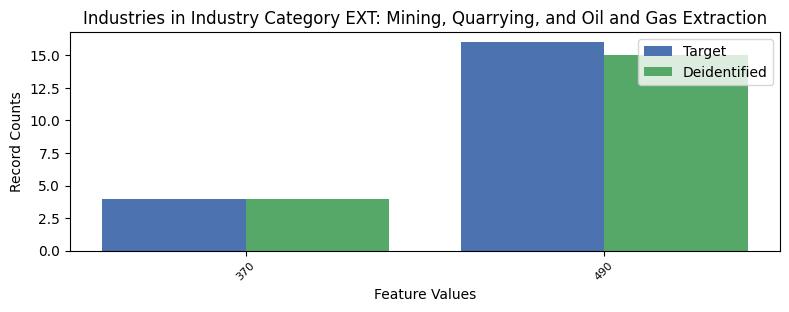 Industries in Industry Category EXT: Mining, Quarrying, and Oil and Gas Extraction
Target
Deidentified
Record Counts
15.0
12.5
10.0
7.5
5.0
2.5
0.0
370
490
Feature Values